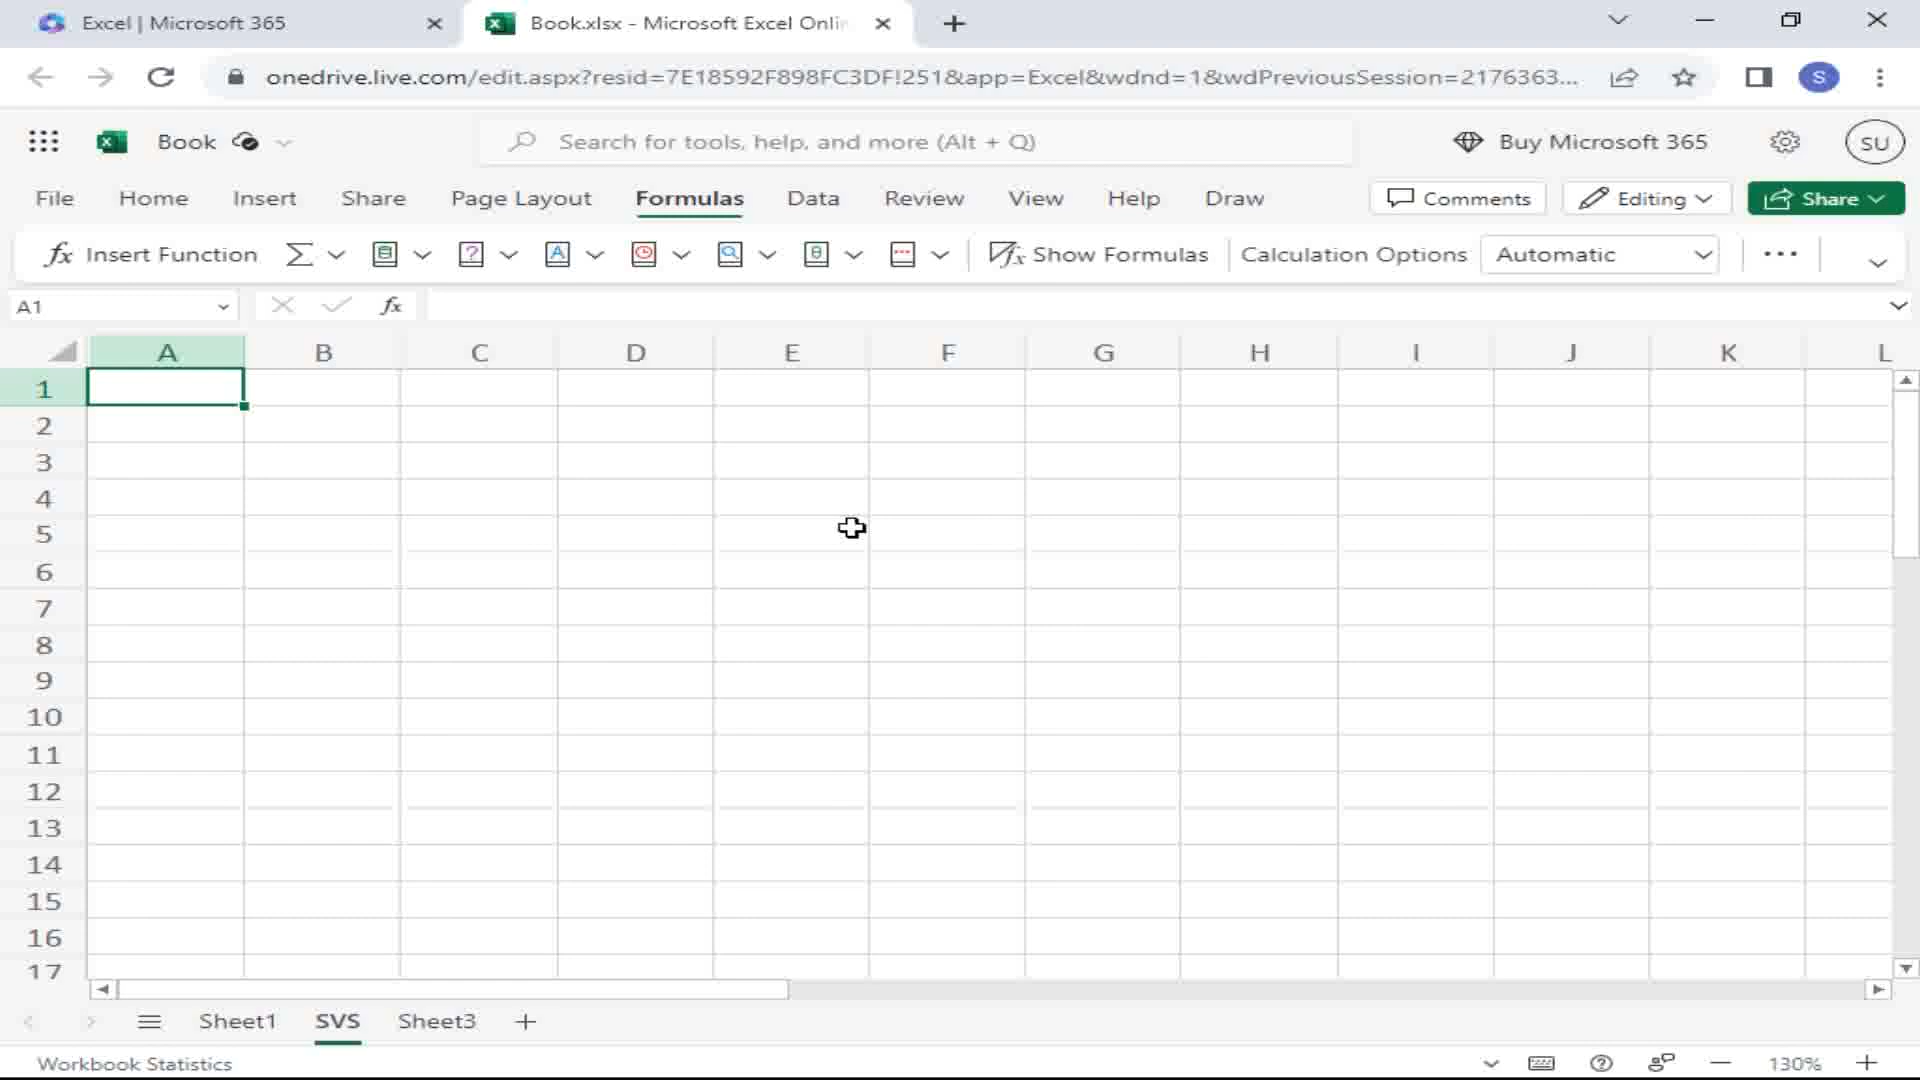 Excel | Microsoft 365
Book.xlsx - Microsoft Excel Onlin
onedrive.live.com/edit.aspx?resid=7E18592F898FC3DF!251&app=Excel&wdnd=1&wdPreviousSession=2176363...
S
Book
Search for tools, help, and more (Alt + Q)
Buy Microsoft 365
SU
File Home Insert Share Page Layout Formulas Data Review View Help Draw
Comments Editing Share
fx Insert Function
Show Formulas
Calculation Options Automatic
A1
fx
A B C D E F G H I J K L
1
2
3
4
5
6
7
8
9
10
11
12
13
14
15
16
17
Sheet1 SVS Sheet3
Workbook Statistics
130%